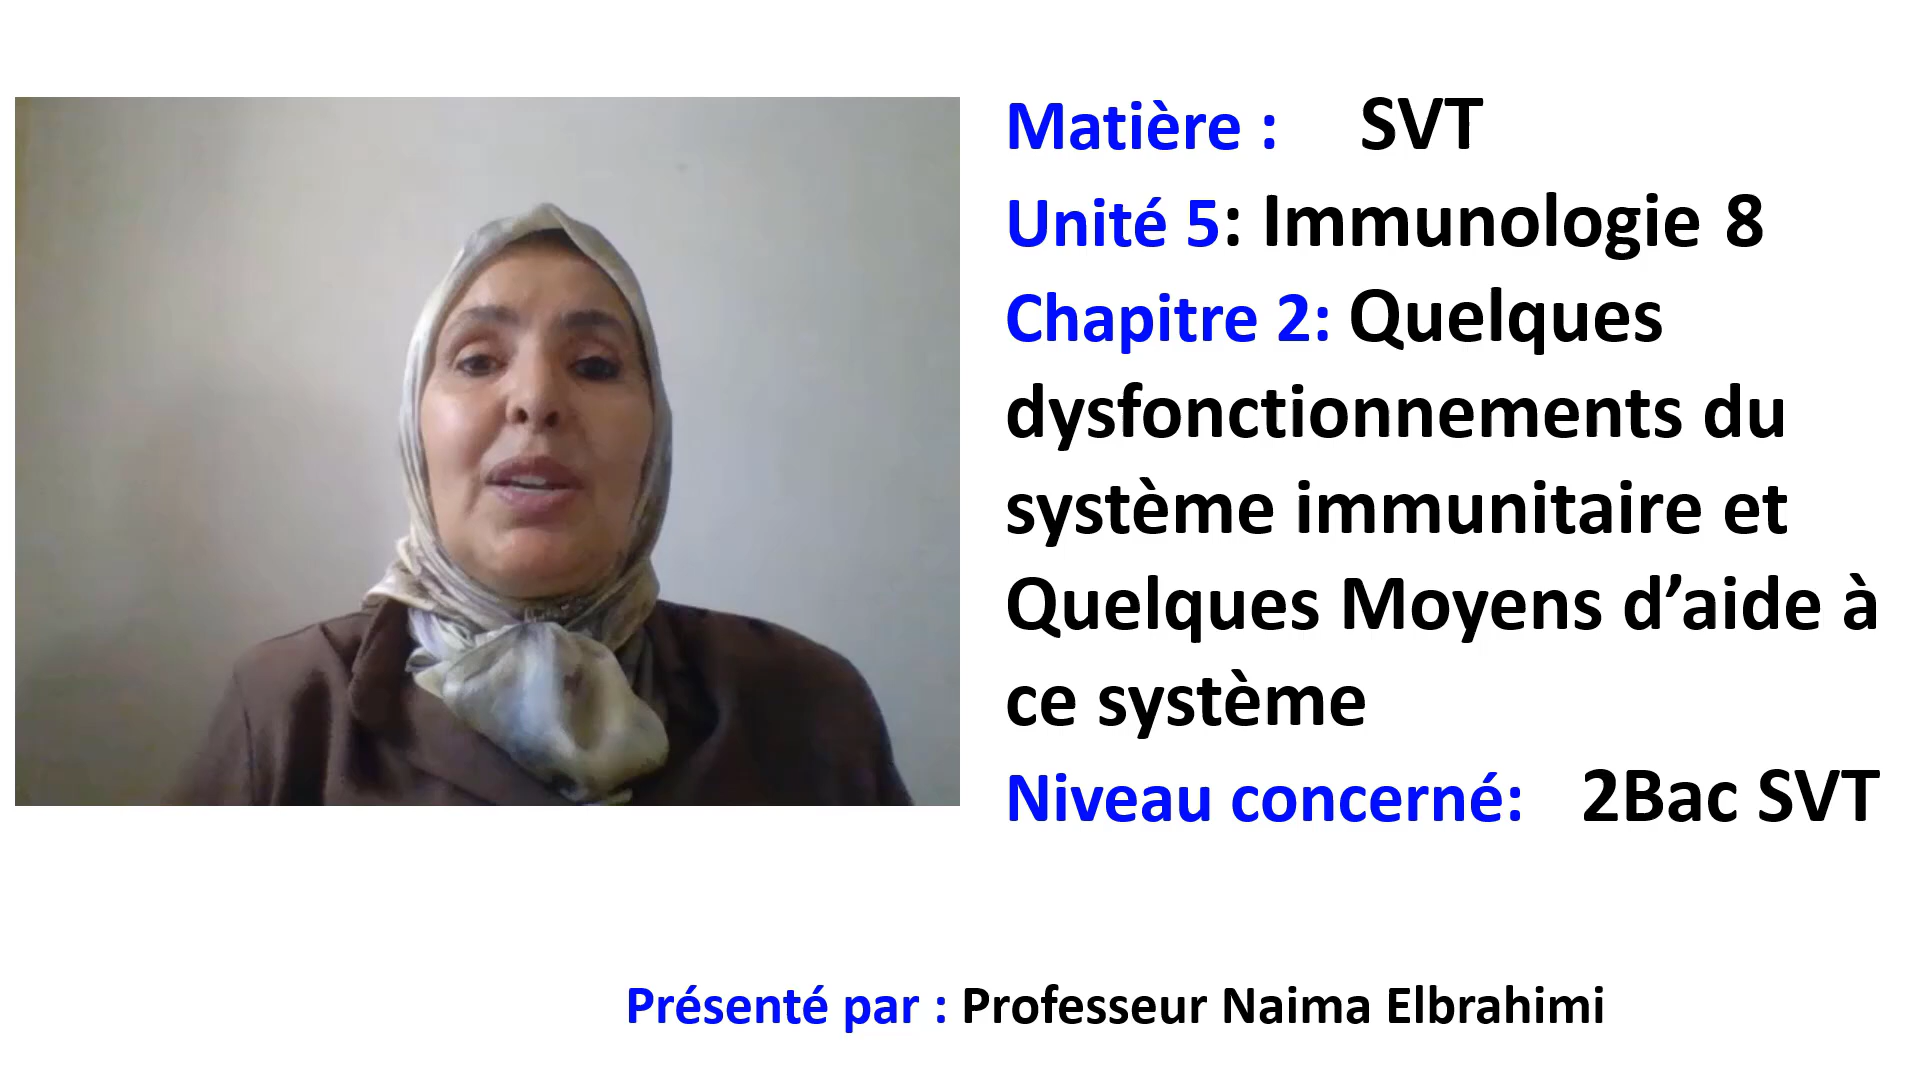 Matière : SVT
Unité 5: Immunologie 8
Chapitre 2: Quelques
dysfonctionnements du
système immunitaire et
Quelques Moyens d’aide à
ce système
Niveau concerné: 2Bac SVT
Présenté par : Professeur Naima Elbrahimi